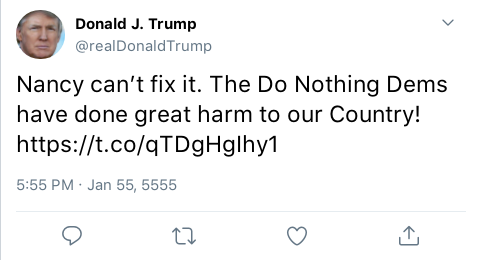 Donald J. Trump
@realDonaldTrump
Nancy can’t fix it. The Do Nothing Dems
have done great harm to our Country!
https://t.co/qTDgHglhy1
5:55 PM · Jan 55, 5555